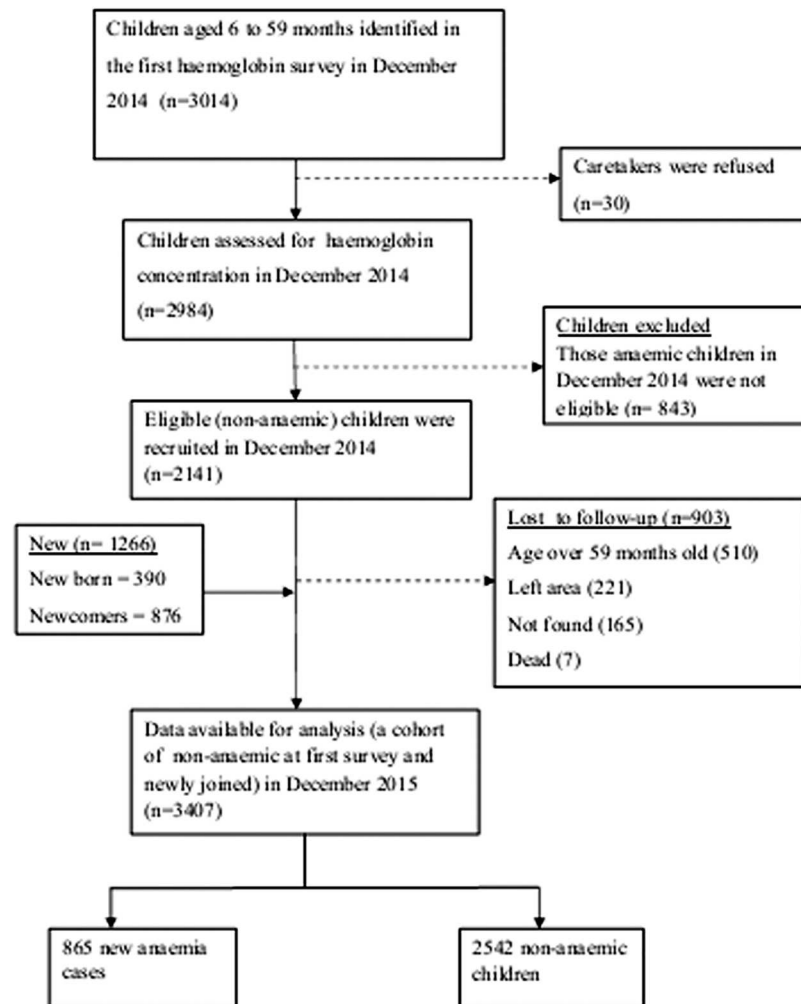 Children aged 6 to 59 months identified in
the first haemoglobin survey in December
2014 (n=3014)
Caretakers were refused
(n=30)
Children assessed for haemoglobin
concentration in December 2014
(n=2984)
Children excluded
Those anaemic children in
December 2014 were not
eligible (n= 843)
Eligible (non-anaemic) children were
recruited in December 2014
(n=2141)
New (n= 1266)
New born = 390
Newcomers = 876
Lost to follow-up (n=903)
Age over 59 months old (510)
Left area (221)
Not found (165)
Dead (7)
Data available for analysis (a cohort
of non-anaemic at first survey and
newly joined) in December 2015
(n=3407)
865 new anaemia
cases
2542 non-anaemic
children